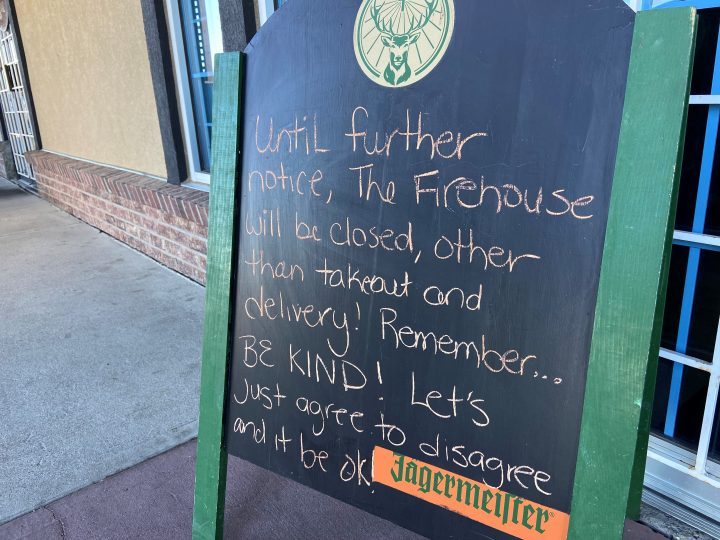 Until further
notice, The Firehouse
will be closed, other
than takeout and
delivery! Remember...
BE KIND! Let's
just agree to disagree
and it be ok!
Jägermeister